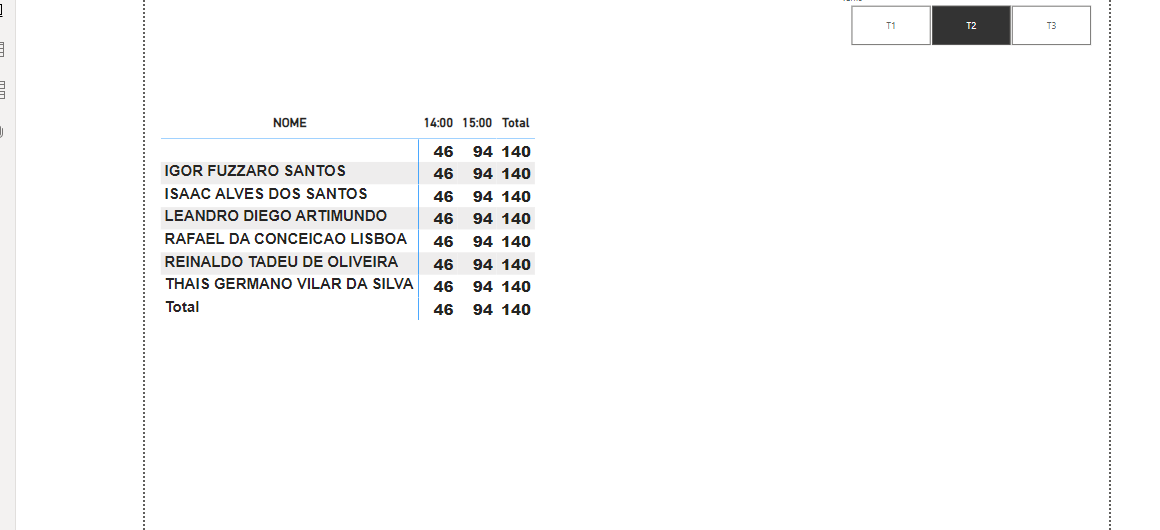 T1 T2 T3
NOME 14:00 15:00 Total
46 94 140
IGOR FUZZARO SANTOS 46 94 140
ISAAC ALVES DOS SANTOS 46 94 140
LEANDRO DIEGO ARTIMUNDO 46 94 140
RAFAEL DA CONCEICAO LISBOA 46 94 140
REINALDO TADEU DE OLIVEIRA 46 94 140
THAIS GERMANO VILAR DA SILVA 46 94 140
Total 46 94 140